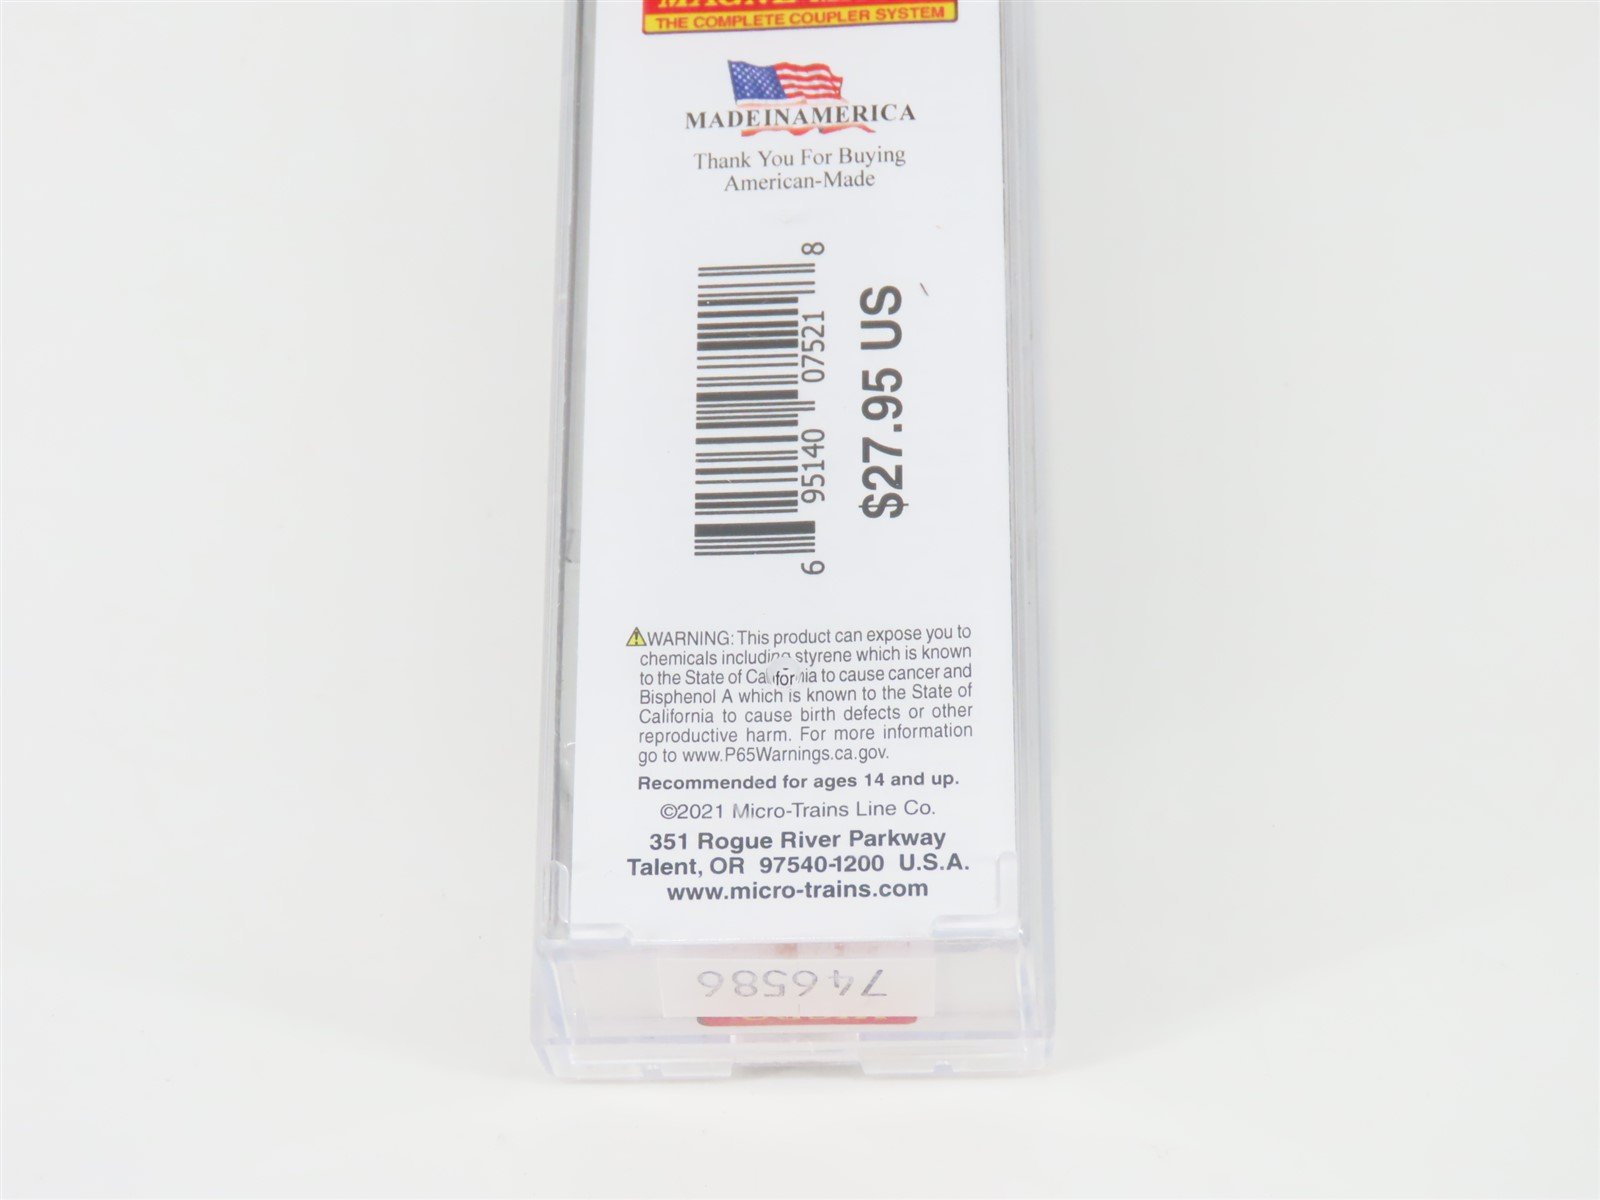 THE COMPLETE COUPLER SYSTEM
MADEINAMERICA
Thank You For Buying
American-Made
6 95140 07521 8
$27.95 US
WARNING: This product can expose you to
chemicals including styrene which is known
to the State of California to cause cancer and
Bisphenol A which is known to the State of
California to cause birth defects or other
reproductive harm. For more information
go to www.P65Warnings.ca.gov.
Recommended for ages 14 and up.
©2021 Micro-Trains Line Co.
351 Rogue River Parkway
Talent, OR 97540-1200 U.S.A.
www.micro-trains.com
746586